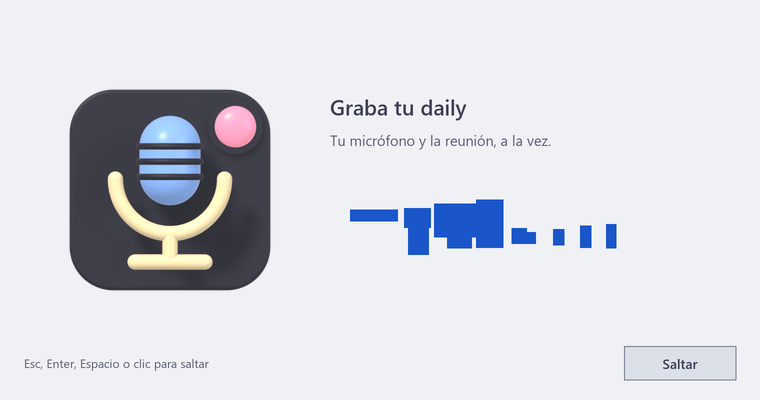 Graba tu daily
Tu micrófono y la reunión, a la vez.
Esc, Enter, Espacio o clic para saltar
Saltar